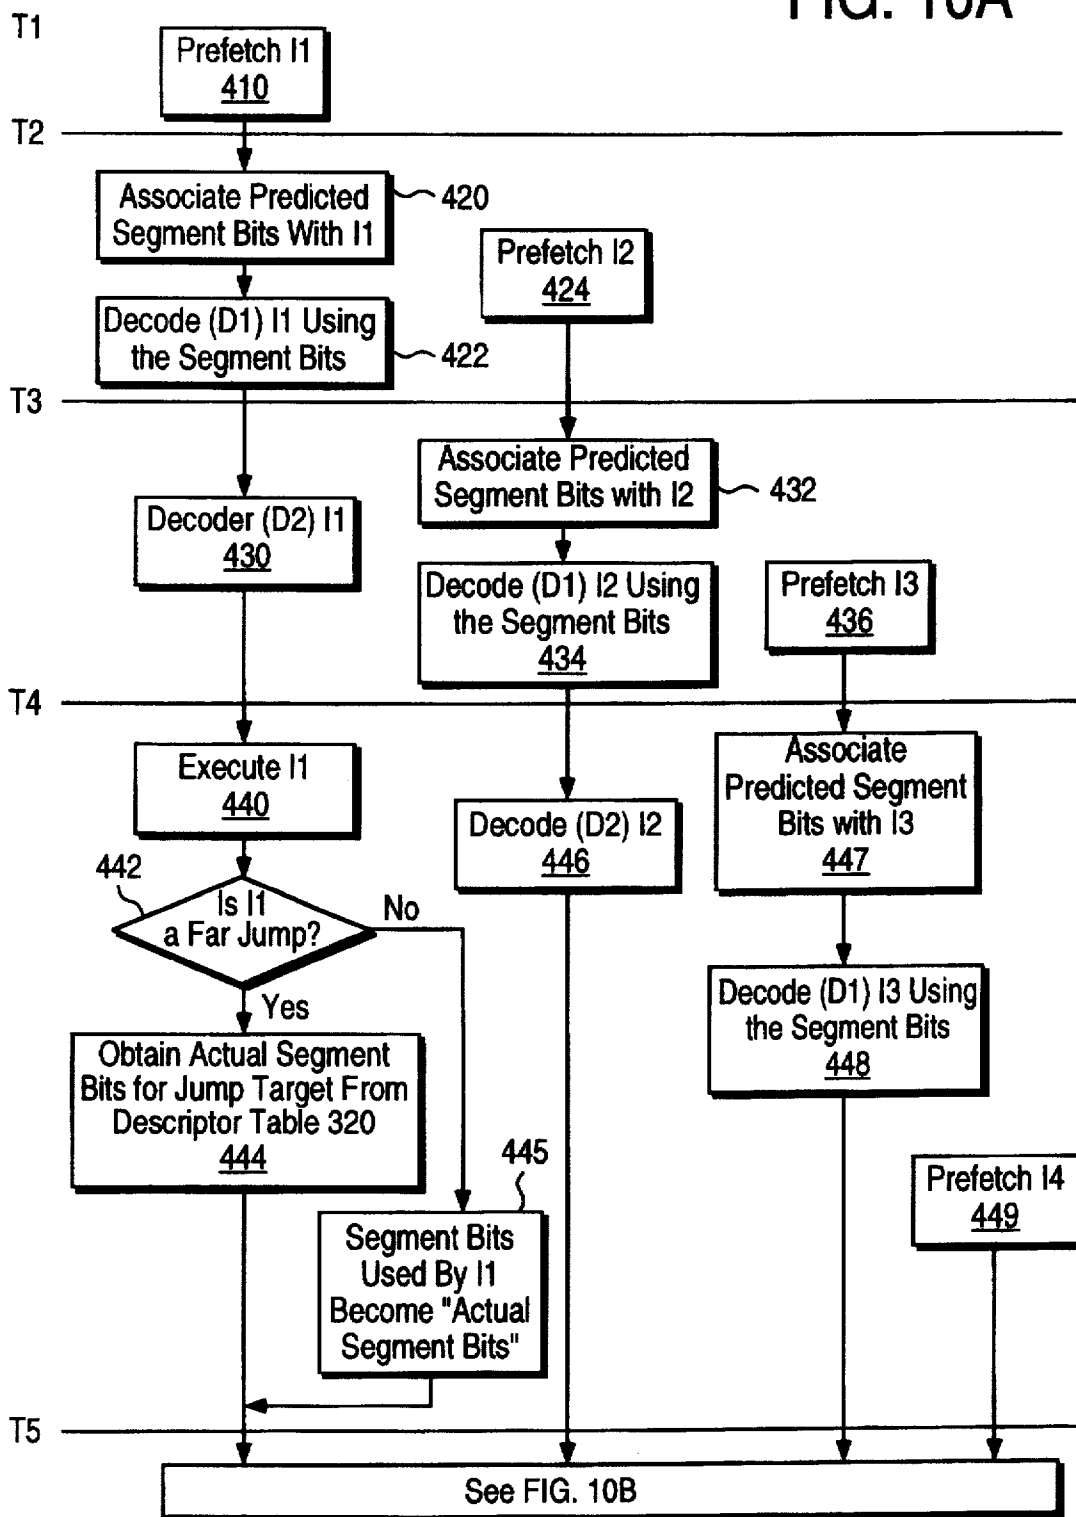 FIG. 10A
T1
Prefetch I1
410
T2
Associate Predicted
Segment Bits With I1
420
Prefetch I2
424
Decode (D1) I1 Using
the Segment Bits
422
T3
Associate Predicted
Segment Bits with I2
432
Decoder (D2) I1
430
Decode (D1) I2 Using
the Segment Bits
434
Prefetch I3
436
T4
Execute I1
440
Associate
Predicted Segment
Bits with I3
447
Decode (D2) I2
446
442
Is I1
a Far Jump?
No
Yes
Decode (D1) I3 Using
the Segment Bits
448
Obtain Actual Segment
Bits for Jump Target From
Descriptor Table 320
444
445
Segment Bits
Used By I1
Become "Actual
Segment Bits"
Prefetch I4
449
T5
See FIG. 10B